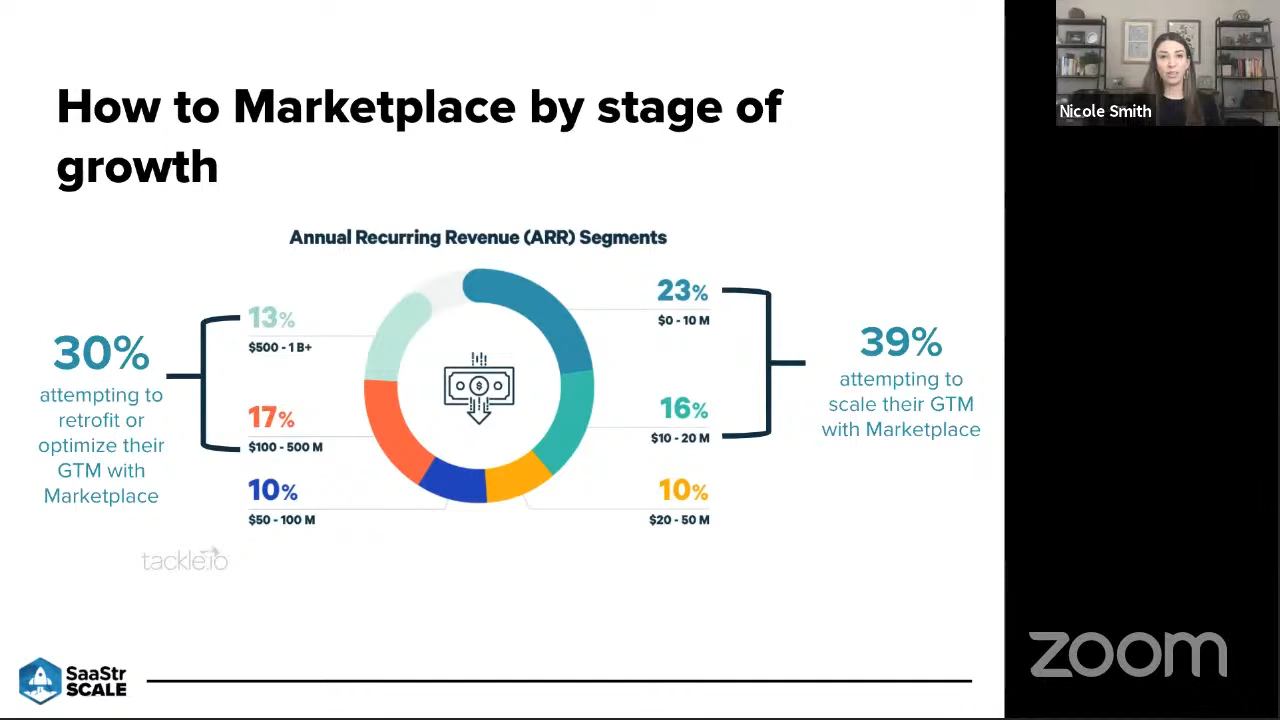 How to Marketplace by stage of
growth
Annual Recurring Revenue (ARR) Segments
30%
attempting to
retrofit or
optimize their
GTM with
Marketplace
13%
$500 - 1 B+
17%
$100 - 500 M
10%
$50 - 100 M
$
23%
$0 - 10 M
16%
$10 - 20 M
10%
$20 - 50 M
39%
attempting to
scale their GTM
with Marketplace
tackle.io
SaaStr
SCALE
Nicole Smith
zoom